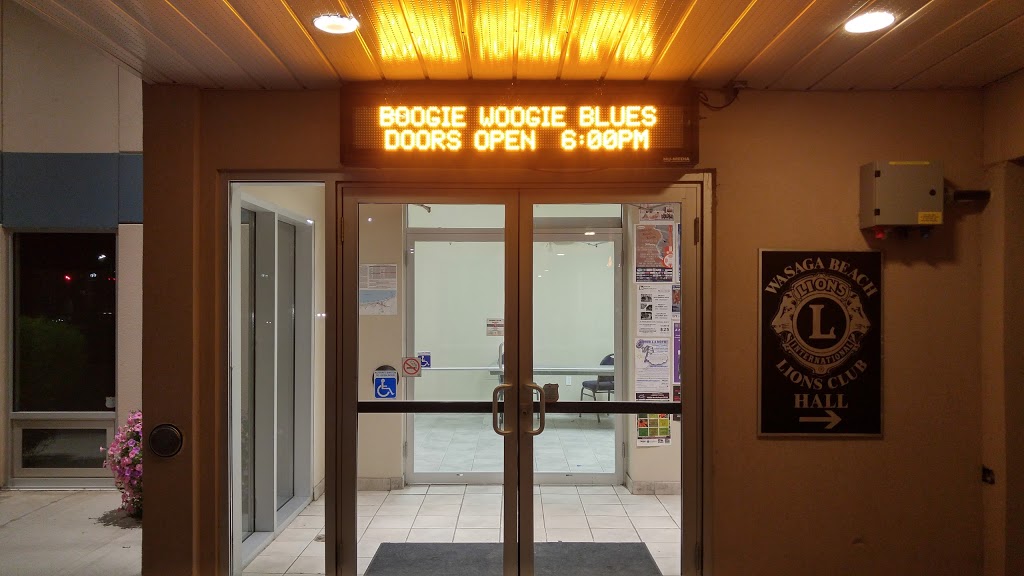 BOOGIE WOOGIE BLUES
DOORS OPEN 6:00PM
WASAGA BEACH
LIONS
L
INTERNATIONAL
LIONS CLUB
HALL